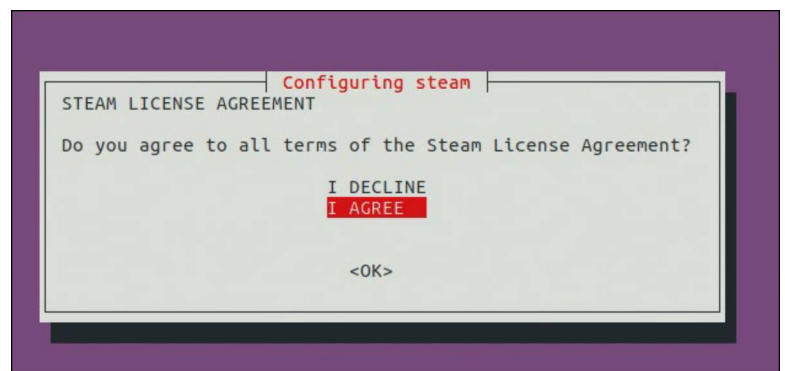 Configuring steam
STEAM LICENSE AGREEMENT
Do you agree to all terms of the Steam License Agreement?
I DECLINE
I AGREE
<OK>